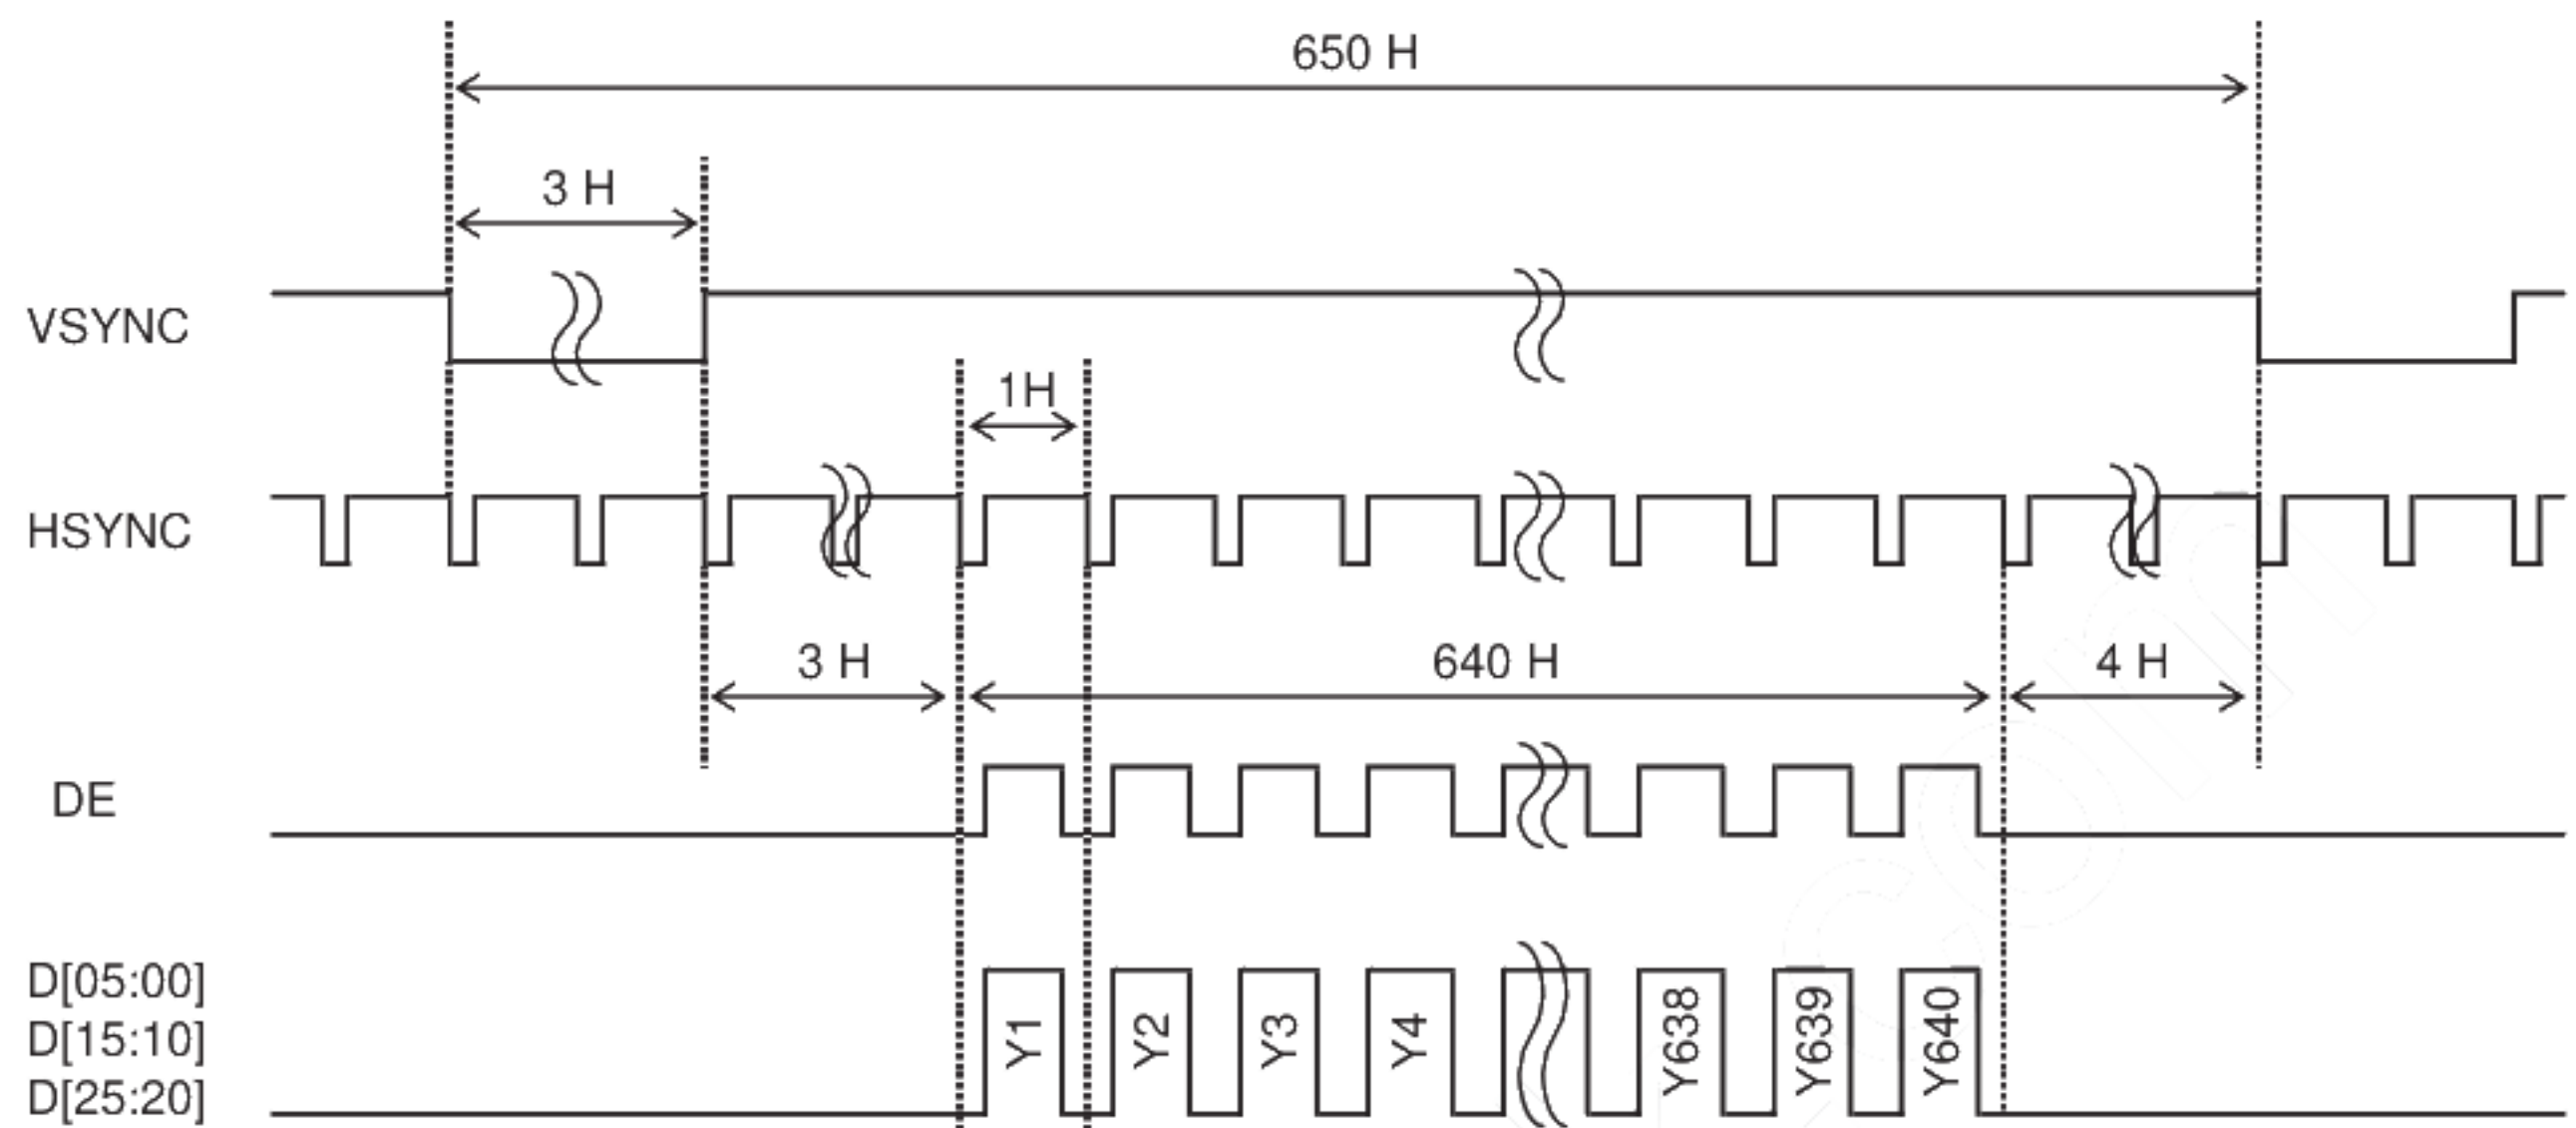 650 H
3 H
VSYNC
1H
HSYNC
3 H
640 H
4 H
DE
D[05:00]
D[15:10]
D[25:20]
Y1
Y2
Y3
Y4
Y638
Y639
Y640